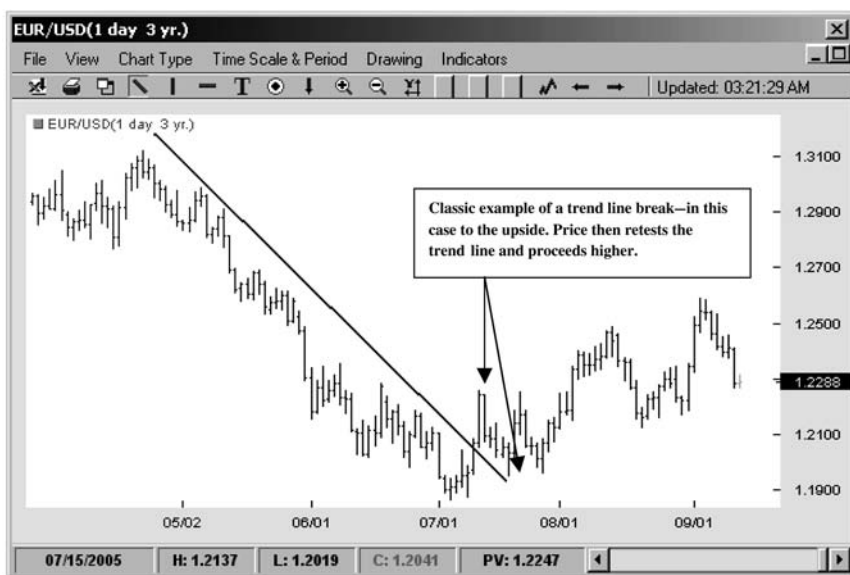 EUR/USD(1 day 3 yr.)
File View Chart Type Time Scale & Period Drawing Indicators
T Updated: 03:21:29 AM
EUR/USD(1 day 3 yr.)
Classic example of a trend line break—in this
case to the upside. Price then retests the
trend line and proceeds higher.
1.3100
1.2900
1.2700
1.2500
1.2288
1.2100
1.1900
05/02 06/01 07/01 08/01 09/01
07/15/2005 H: 1.2137 L: 1.2019 C: 1.2041 PV: 1.2247